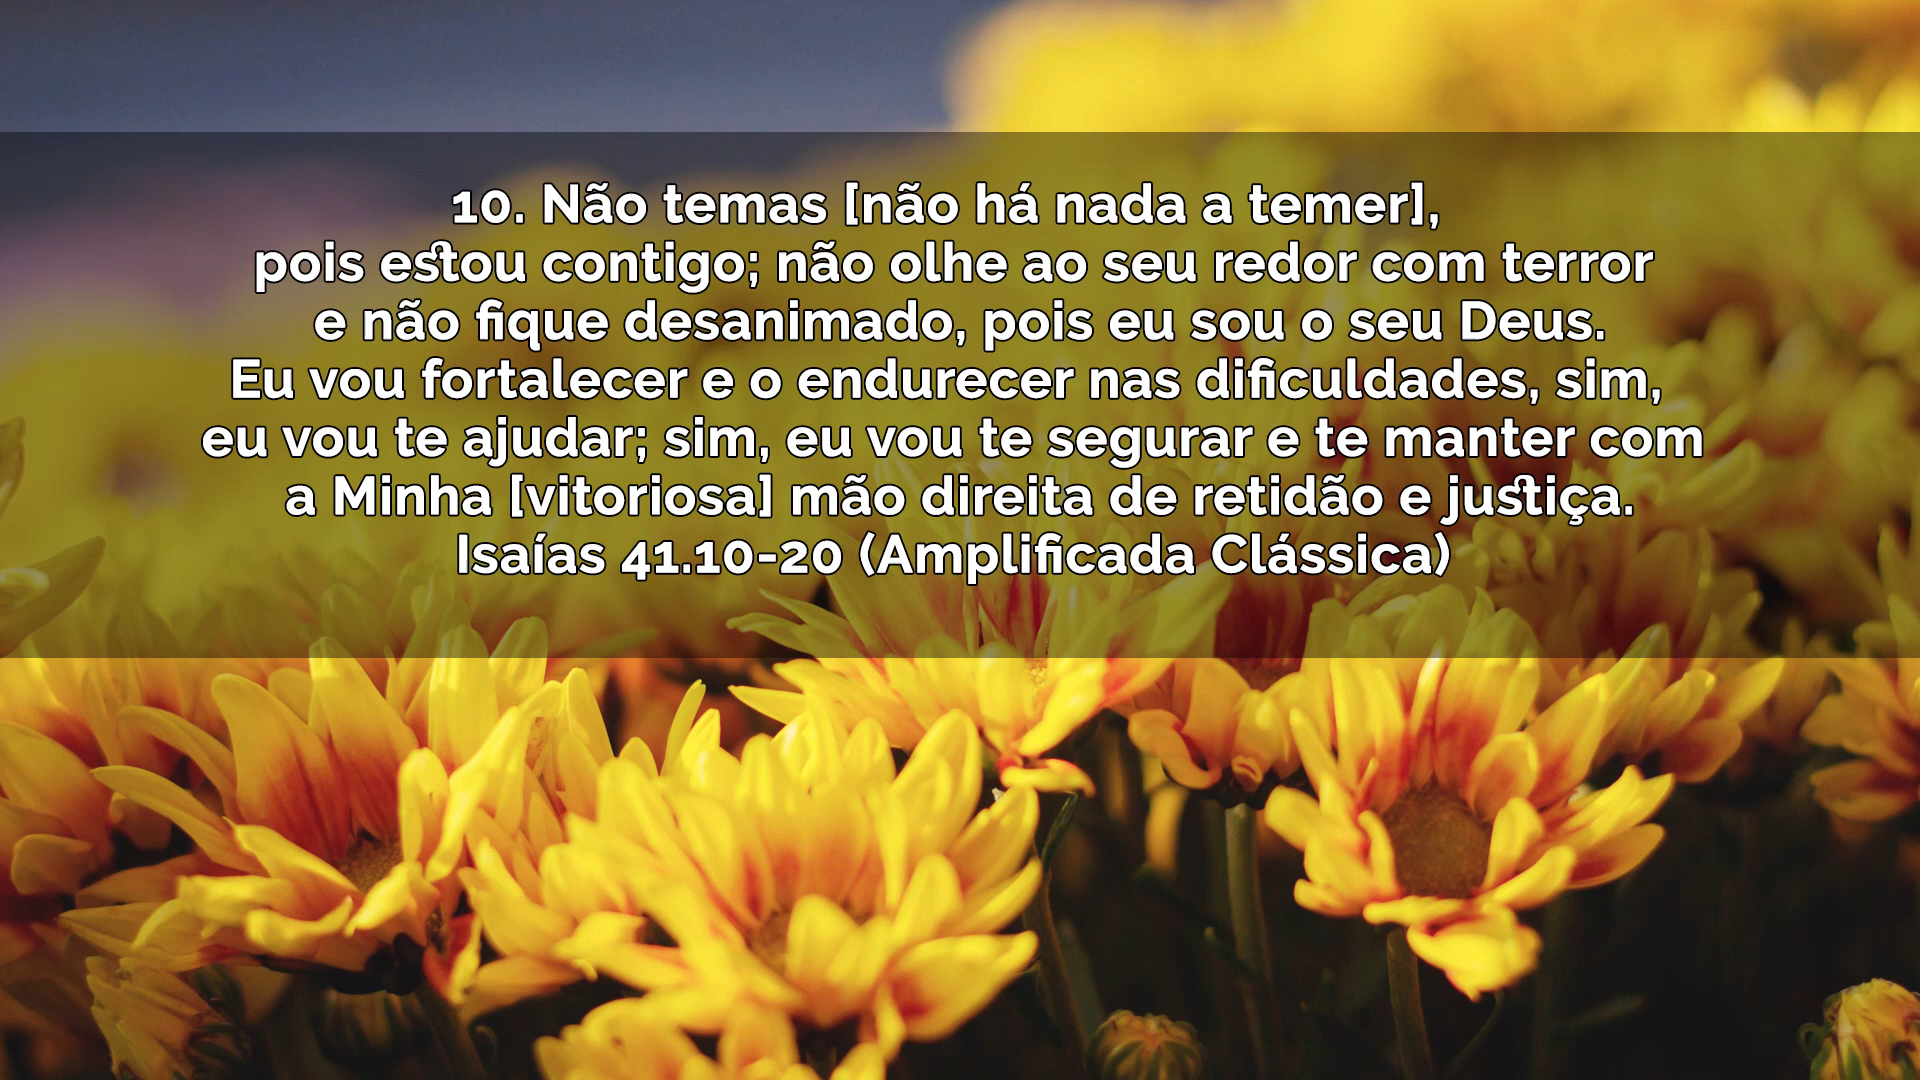 10. Não temas [não há nada a temer],
pois estou contigo; não olhe ao seu redor com terror
e não fique desanimado, pois eu sou o seu Deus.
Eu vou fortalecer e o endurecer nas dificuldades, sim,
eu vou te ajudar; sim, eu vou te segurar e te manter com
a Minha [vitoriosa] mão direita de retidão e justiça.
Isaías 41.10-20 (Amplificada Clássica)